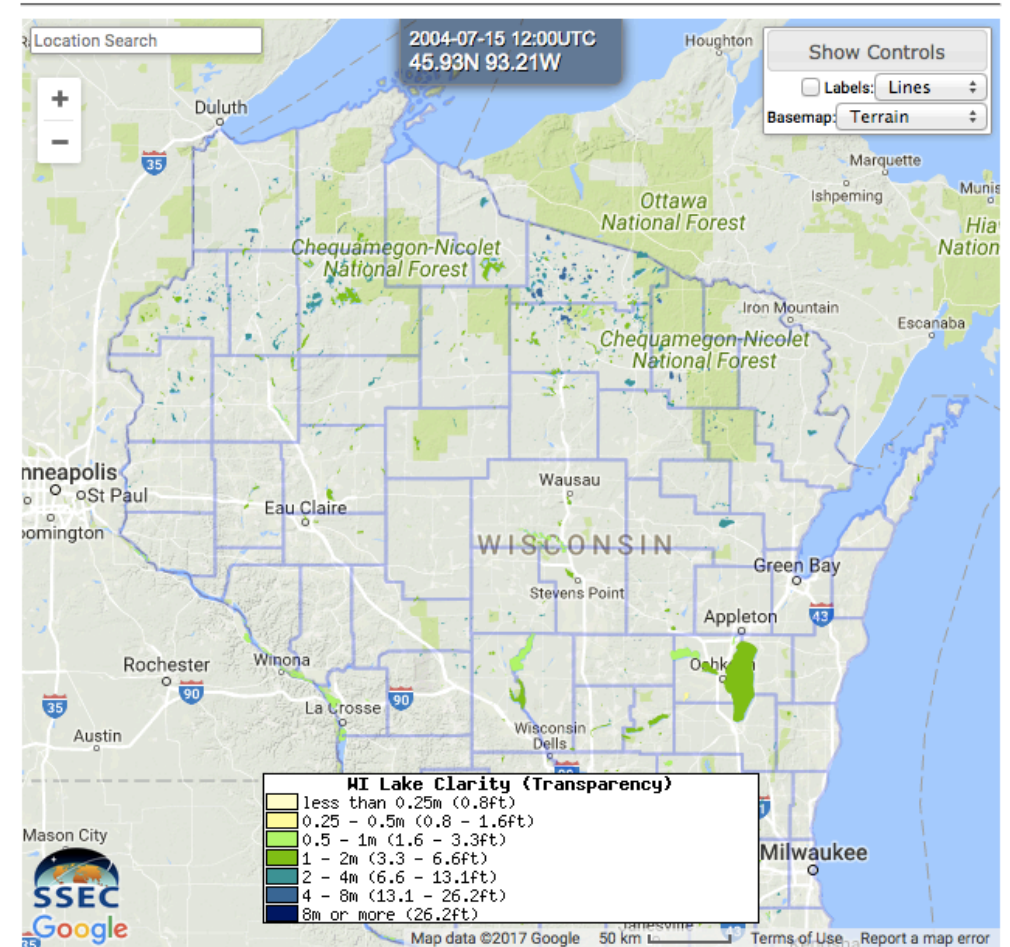 Location Search
2004-07-15 12:00UTC
45.93N 93.21W
Show Controls
Labels: Lines
Basemap: Terrain
+
−
Houghton
Duluth
35
Marquette
Ishpeming
Munis
Ottawa
National Forest
Hia
Nation
Chequamegon-Nicolet
National Forest
Iron Mountain
Escanaba
Chequamegon-Nicolet
National Forest
nneapolis
St Paul
oomington
Eau Claire
Wausau
WISCONSIN
Green Bay
Stevens Point
Appleton
43
Rochester
Winona
90
35
La Crosse
90
Austin
Wisconsin
Dells
WI Lake Clarity (Transparency)
less than 0.25m (0.8ft)
0.25 - 0.5m (0.8 - 1.6ft)
0.5 - 1m (1.6 - 3.3ft)
1 - 2m (3.3 - 6.6ft)
2 - 4m (6.6 - 13.1ft)
4 - 8m (13.1 - 26.2ft)
8m or more (26.2ft)
Mason City
Milwaukee
SSEC
Google
35
43
Map data ©2017 Google 50 km Terms of Use Report a map error